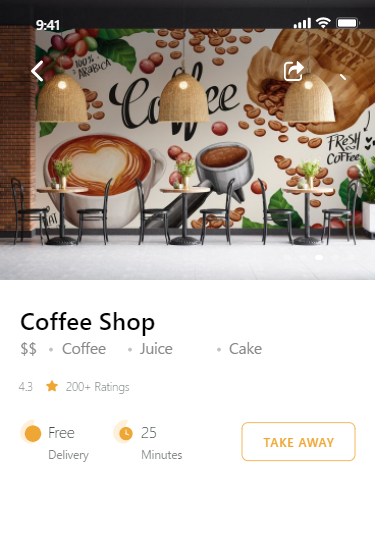 9:41
100%
ARABICA
Coffee
FRESH
Coffee
Coffee Shop
$$ • Coffee • Juice • Cake
4.3 200+ Ratings
Free 25
Delivery Minutes
TAKE AWAY